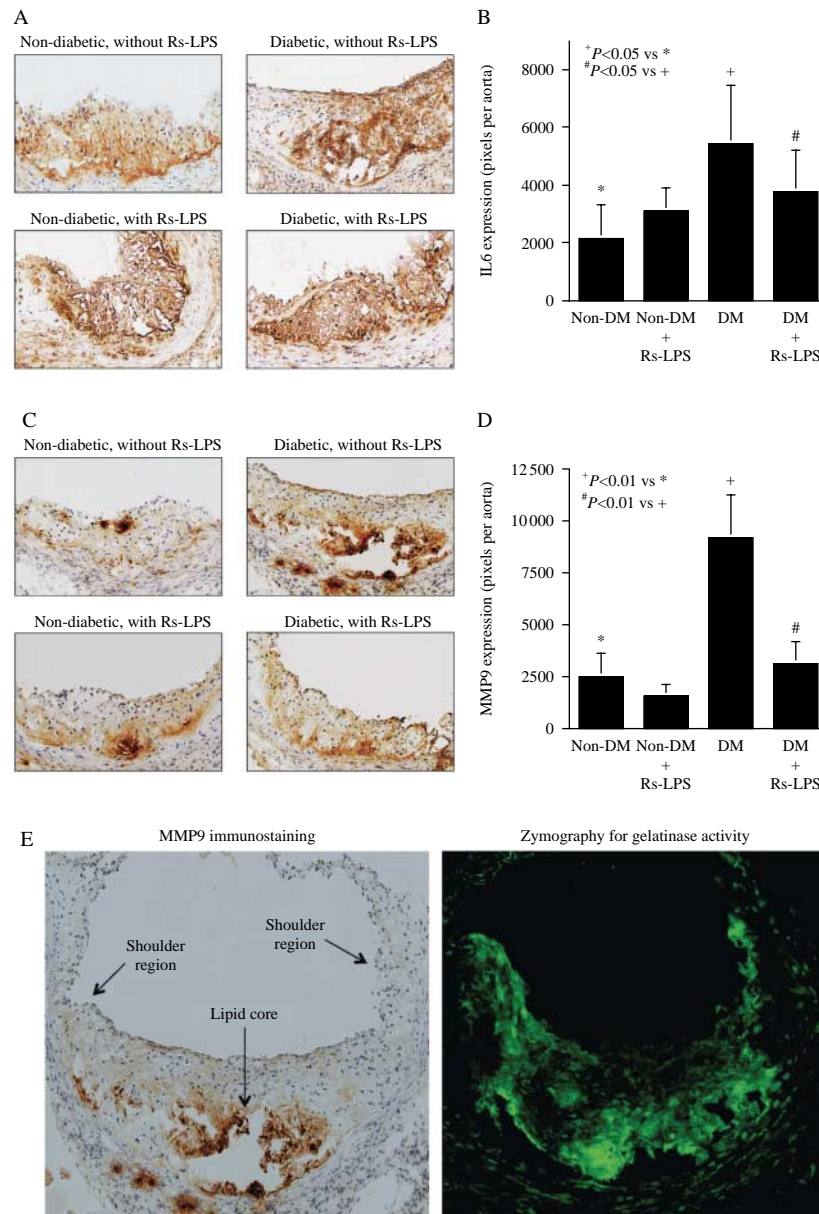 A
Non-diabetic, without Rs-LPS
Diabetic, without Rs-LPS
Non-diabetic, with Rs-LPS
Diabetic, with Rs-LPS
B
+P<0.05 vs *
#P<0.05 vs +
IL6 expression (pixels per aorta)
8000
6000
4000
2000
0
*
+
#
Non-DM
Non-DM
+
Rs-LPS
DM
DM
+
Rs-LPS
C
Non-diabetic, without Rs-LPS
Diabetic, without Rs-LPS
Non-diabetic, with Rs-LPS
Diabetic, with Rs-LPS
D
+P<0.01 vs *
#P<0.01 vs +
MMP9 expression (pixels per aorta)
12 500
10 000
7500
5000
2500
0
*
+
#
Non-DM
Non-DM
+
Rs-LPS
DM
DM
+
Rs-LPS
E
MMP9 immunostaining
Zymography for gelatinase activity
Shoulder
region
Shoulder
region
Lipid core